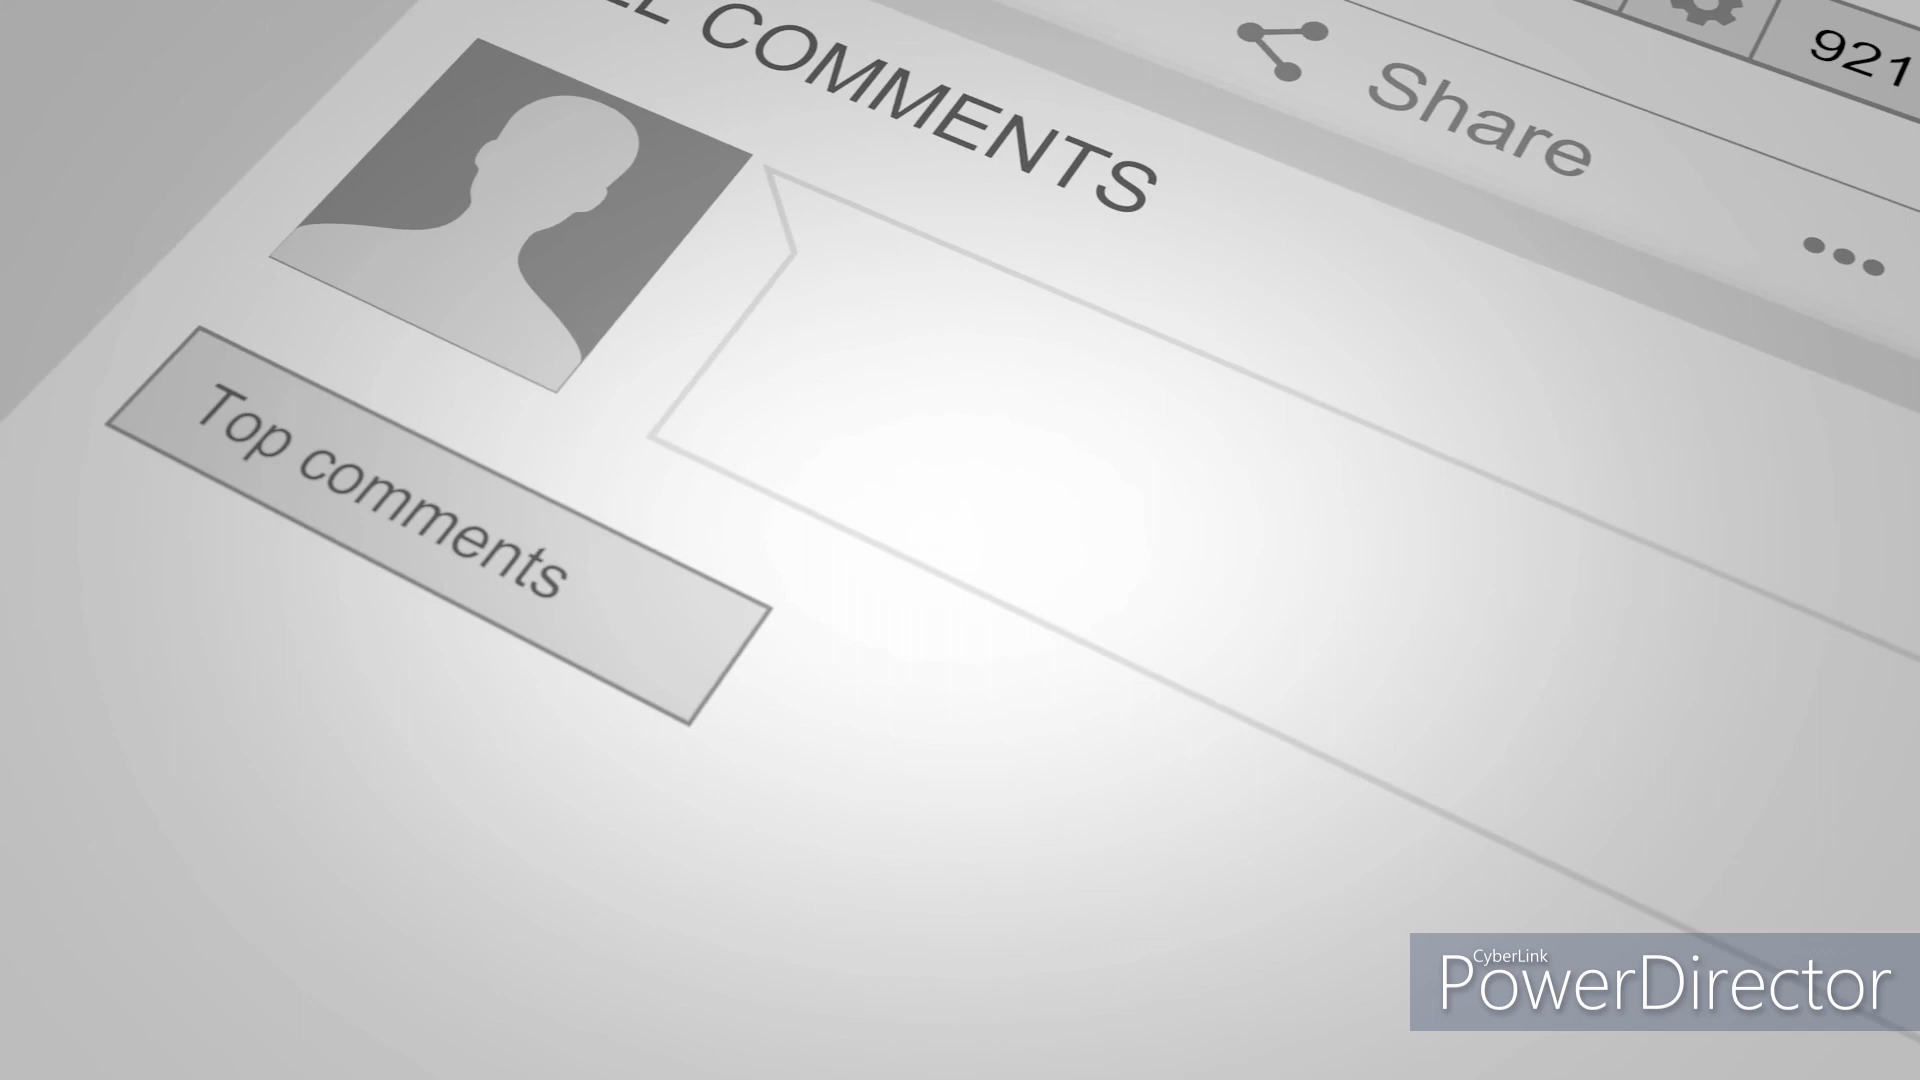 921
Share
COMMENTS
Top comments
CyberLink
PowerDirector